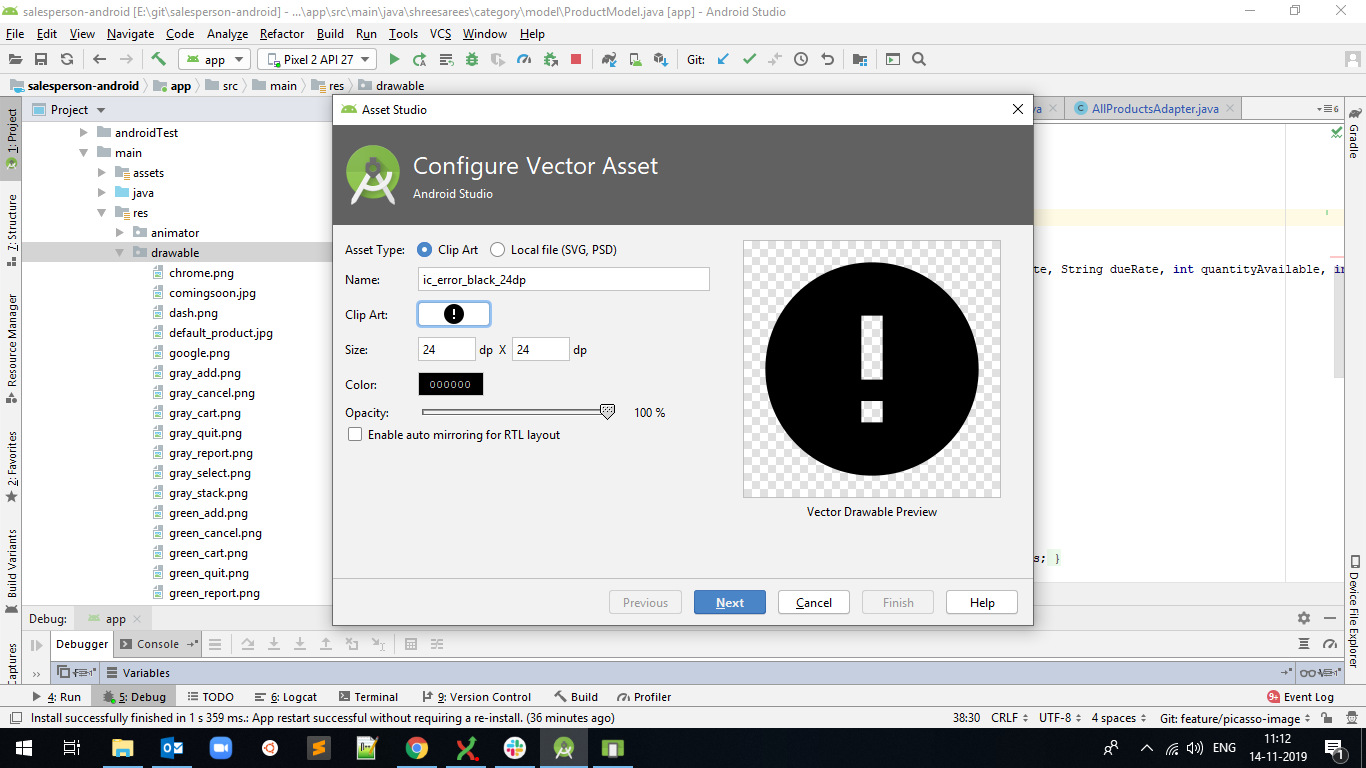 salesperson-android [E:\git\salesperson-android] - ...\app\src\main\java\shreesarees\category\model\ProductModel.java [app] - Android Studio
File Edit View Navigate Code Analyze Refactor Build Run Tools VCS Window Help
app Pixel 2 API 27 Git:
salesperson-android app src main res drawable
1: Project
7: Structure
Resource Manager
2: Favorites
Build Variants
Captures
Project
androidTest
main
assets
java
res
animator
drawable
chrome.png
comingsoon.jpg
dash.png
default_product.jpg
google.png
gray_add.png
gray_cancel.png
gray_cart.png
gray_quit.png
gray_report.png
gray_select.png
gray_stack.png
green_add.png
green_cancel.png
green_cart.png
green_quit.png
green_report.png
Asset Studio
Configure Vector Asset
Android Studio
Asset Type: Clip Art Local file (SVG, PSD)
Name: ic_error_black_24dp
Clip Art:
Size: 24 dp X 24 dp
Color: 000000
Opacity: 100 %
Enable auto mirroring for RTL layout
Vector Drawable Preview
Previous Next Cancel Finish Help
va AllProductsAdapter.java 6
te, String dueRate, int quantityAvailable, in
s; }
Gradle
Device File Explorer
Debug: app
Debugger Console
Variables
4: Run 5: Debug TODO 6: Logcat Terminal 9: Version Control Build Profiler 9+ Event Log
Install successfully finished in 1 s 359 ms.: App restart successful without requiring a re-install. (36 minutes ago) 38:30 CRLF UTF-8 4 spaces Git: feature/picasso-image
ENG 11:12
14-11-2019 1